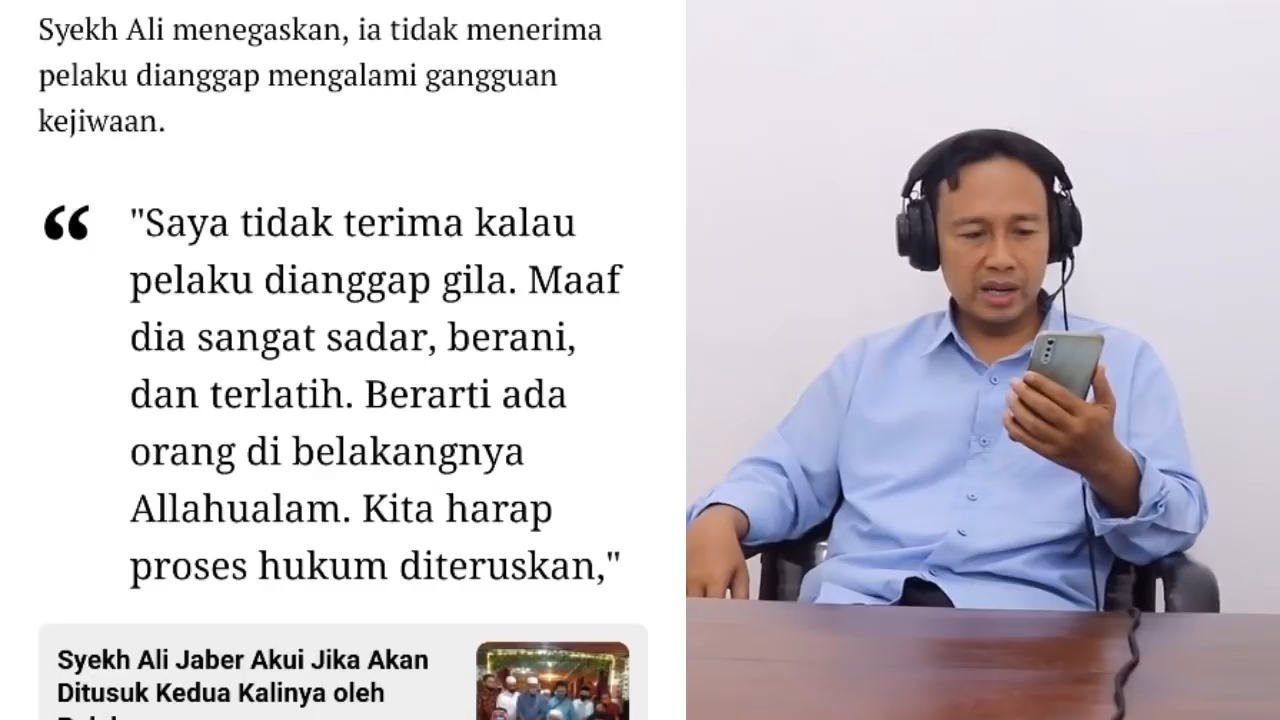 Syekh Ali menegaskan, ia tidak menerima
pelaku dianggap mengalami gangguan
kejiwaan.
“ "Saya tidak terima kalau
pelaku dianggap gila. Maaf
dia sangat sadar, berani,
dan terlatih. Berarti ada
orang di belakangnya
Allahualam. Kita harap
proses hukum diteruskan,"
Syekh Ali Jaber Akui Jika Akan
Ditusuk Kedua Kalinya oleh